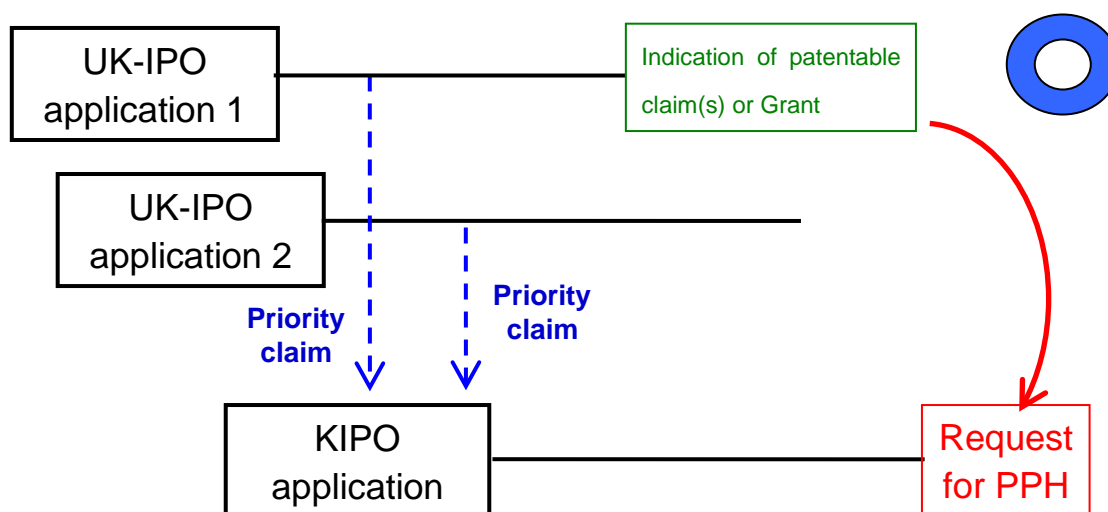 UK-IPO
application 1
Indication of patentable
claim(s) or Grant
UK-IPO
application 2
Priority
claim
Priority
claim
KIPO
application
Request
for PPH